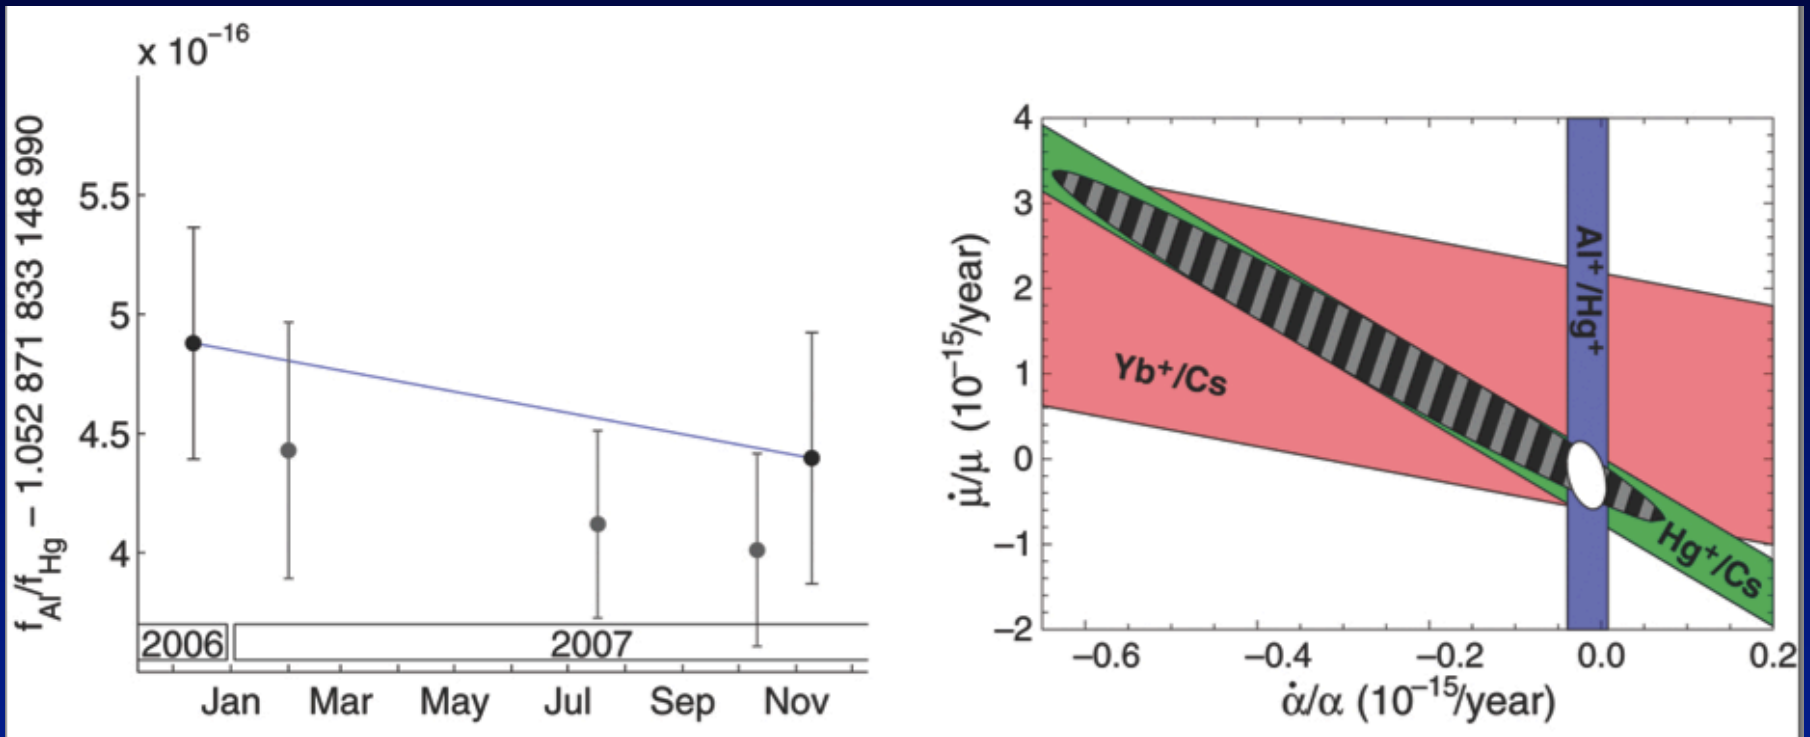 x 10⁻¹⁶
f_Al/f_Hg − 1.052 871 833 148 990
5.5
5
4.5
4
2006
2007
Jan Mar May Jul Sep Nov
μ̇/μ (10⁻¹⁵/year)
4
3
2
1
0
−1
−2
Al⁺/Hg⁺
Yb⁺/Cs
Hg⁺/Cs
−0.6 −0.4 −0.2 0.0 0.2
α̇/α (10⁻¹⁵/year)